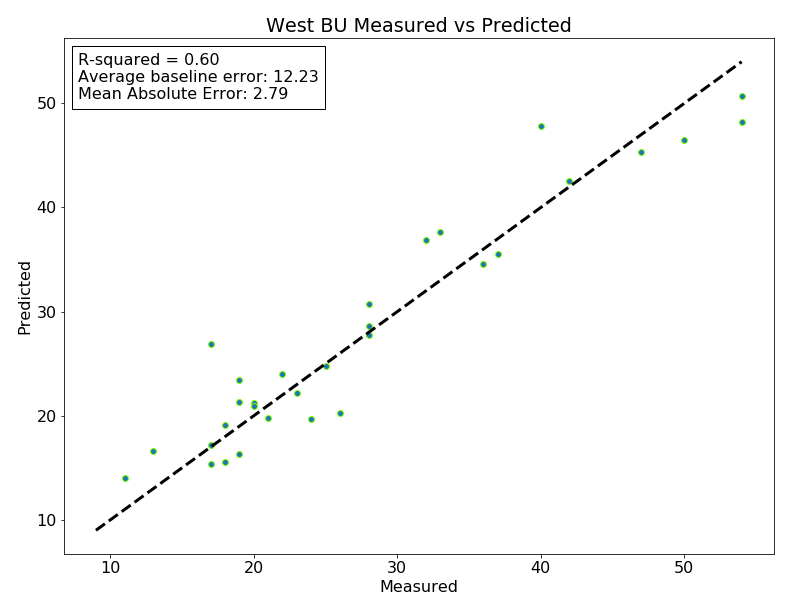 West BU Measured vs Predicted
R-squared = 0.60
Average baseline error: 12.23
Mean Absolute Error: 2.79
50
40
30
20
10
Predicted
10 20 30 40 50
Measured